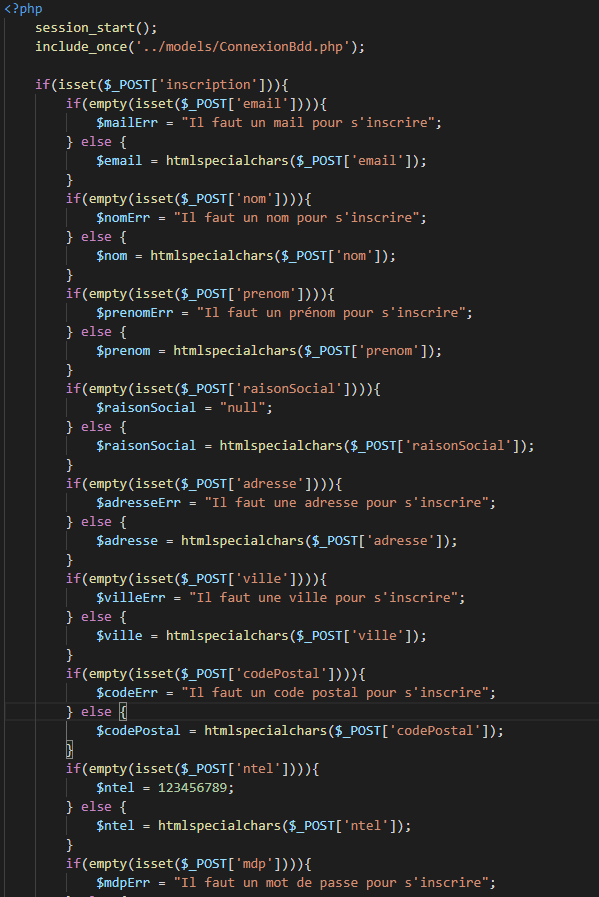 <?php
session_start();
include_once('../models/ConnexionBdd.php');
if(isset($_POST['inscription'])){
if(empty(isset($_POST['email']))){
$mailErr = "Il faut un mail pour s'inscrire";
} else {
$email = htmlspecialchars($_POST['email']);
}
if(empty(isset($_POST['nom']))){
$nomErr = "Il faut un nom pour s'inscrire";
} else {
$nom = htmlspecialchars($_POST['nom']);
}
if(empty(isset($_POST['prenom']))){
$prenomErr = "Il faut un prénom pour s'inscrire";
} else {
$prenom = htmlspecialchars($_POST['prenom']);
}
if(empty(isset($_POST['raisonSocial']))){
$raisonSocial = "null";
} else {
$raisonSocial = htmlspecialchars($_POST['raisonSocial']);
}
if(empty(isset($_POST['adresse']))){
$adresseErr = "Il faut une adresse pour s'inscrire";
} else {
$adresse = htmlspecialchars($_POST['adresse']);
}
if(empty(isset($_POST['ville']))){
$villeErr = "Il faut une ville pour s'inscrire";
} else {
$ville = htmlspecialchars($_POST['ville']);
}
if(empty(isset($_POST['codePostal']))){
$codeErr = "Il faut un code postal pour s'inscrire";
} else {
$codePostal = htmlspecialchars($_POST['codePostal']);
}
if(empty(isset($_POST['ntel']))){
$ntel = 123456789;
} else {
$ntel = htmlspecialchars($_POST['ntel']);
}
if(empty(isset($_POST['mdp']))){
$mdpErr = "Il faut un mot de passe pour s'inscrire";